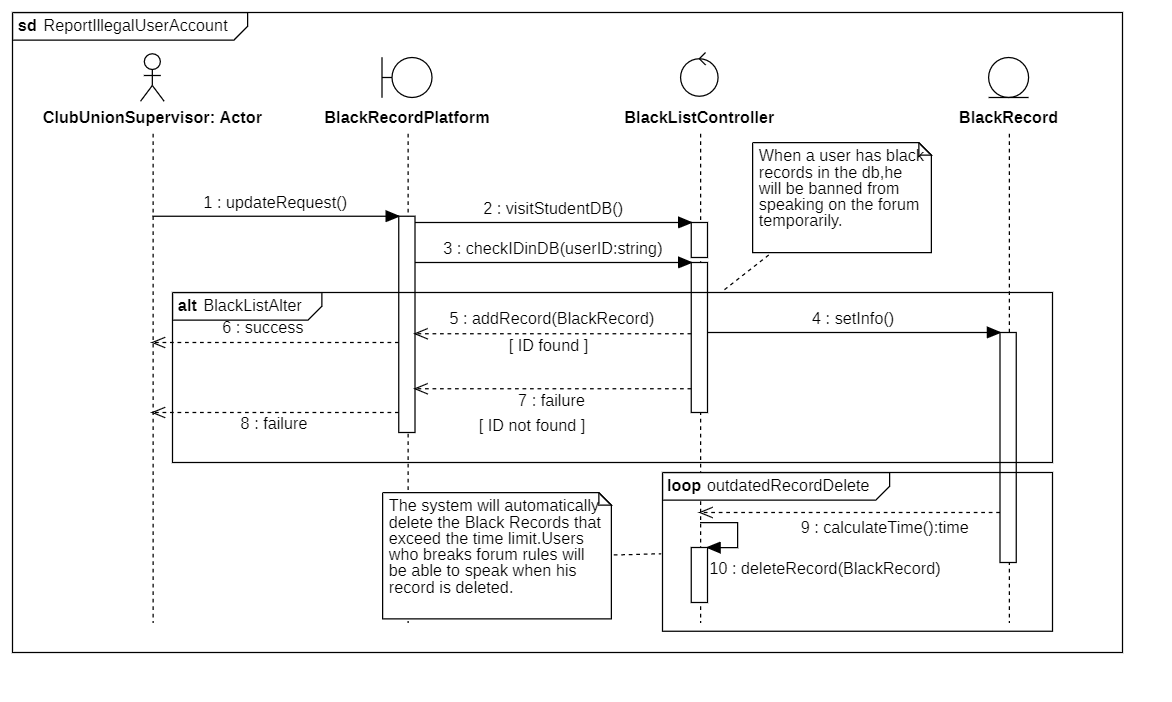 sd ReportIllegalUserAccount
ClubUnionSupervisor: Actor
BlackRecordPlatform
BlackListController
BlackRecord
When a user has black
records in the db,he
will be banned from
speaking on the forum
temporarily.
1 : updateRequest()
2 : visitStudentDB()
3 : checkIDinDB(userID:string)
alt BlackListAlter
4 : setInfo()
5 : addRecord(BlackRecord)
6 : success
[ ID found ]
7 : failure
8 : failure
[ ID not found ]
loop outdatedRecordDelete
The system will automatically
delete the Black Records that
exceed the time limit.Users
who breaks forum rules will
be able to speak when his
record is deleted.
9 : calculateTime():time
10 : deleteRecord(BlackRecord)